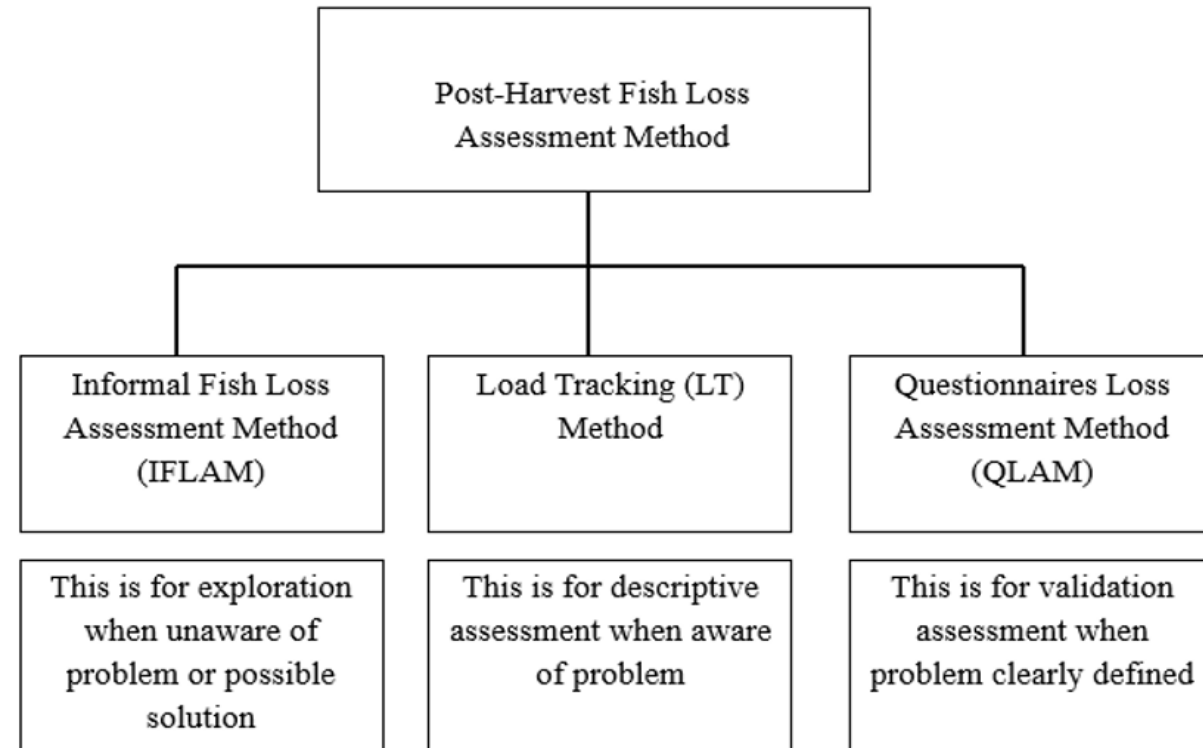 Post-Harvest Fish Loss
Assessment Method
Informal Fish Loss
Assessment Method
(IFLAM)
Load Tracking (LT)
Method
Questionnaires Loss
Assessment Method
(QLAM)
This is for exploration
when unaware of
problem or possible
solution
This is for descriptive
assessment when aware
of problem
This is for validation
assessment when
problem clearly defined